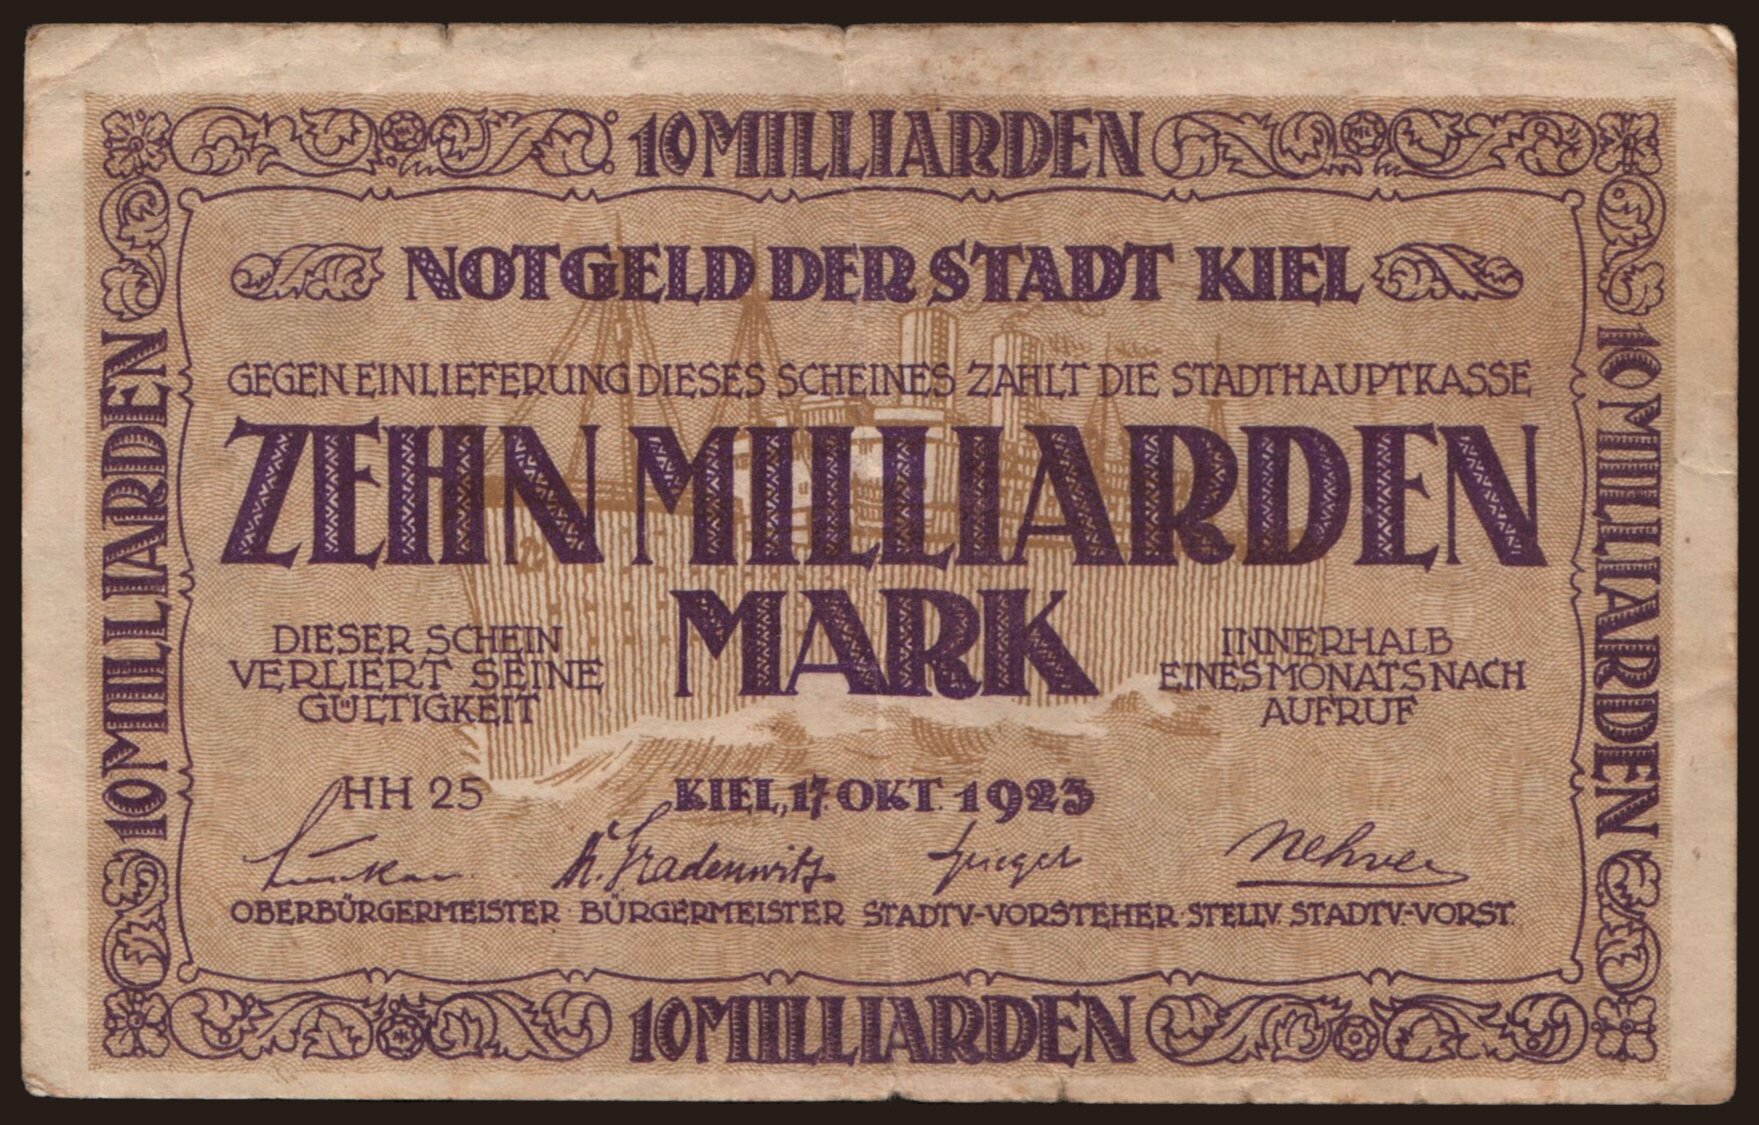 10 MILLIARDEN
NOTGELD DER STADT KIEL
GEGEN EINLIEFERUNG DIESES SCHEINES ZAHLT DIE STADTHAUPTKASSE
ZEHN MILLIARDEN
MARK
DIESER SCHEIN
VERLIERT SEINE
GÜLTIGKEIT
INNERHALB
EINES MONATS NACH
AUFRUF
HH 25
KIEL, 17. OKT. 1923
A. Gradenwitz
OBERBÜRGERMEISTER BÜRGERMEISTER STADTV.-VORSTEHER STELLV. STADTV.-VORST.
10 MILLIARDEN
10 MILLIARDEN
10 MILLIARDEN